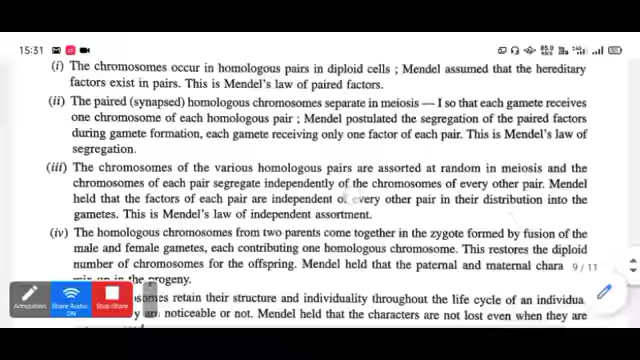 15:31
85.0
(i) The chromosomes occur in homologous pairs in diploid cells ; Mendel assumed that the hereditary
factors exist in pairs. This is Mendel's law of paired factors.
(ii) The paired (synapsed) homologous chromosomes separate in meiosis — I so that each gamete receives
one chromosome of each homologous pair ; Mendel postulated the segregation of the paired factors
during gamete formation, each gamete receiving only one factor of each pair. This is Mendel's law of
segregation.
(iii) The chromosomes of the various homologous pairs are assorted at random in meiosis and the
chromosomes of each pair segregate independently of the chromosomes of every other pair. Mendel
held that the factors of each pair are independent of every other pair in their distribution into the
gametes. This is Mendel's law of independent assortment.
(iv) The homologous chromosomes from two parents come together in the zygote formed by fusion of the
male and female gametes, each contributing one homologous chromosome. This restores the diploid
number of chromosomes for the offspring. Mendel held that the paternal and maternal chara 9 / 11
the progeny.
retain their structure and individuality throughout the life cycle of an individua
noticeable or not. Mendel held that the characters are not lost even when they are
Annotation
Share Audio: ON
Stop Share